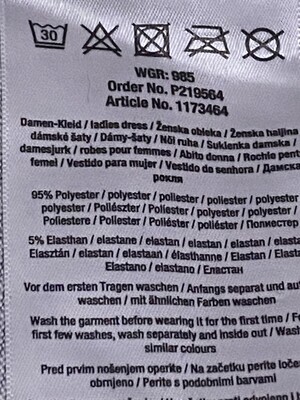 30
WGR: 985
Order No. P219564
Article No. 1173464
Damen-Kleid / ladies dress / Ženska obleka / Ženska haljina
dámské šaty / Dámy-šaty / Nõi ruha / Sukienka damska /
damesjurk / robes pour femmes / Abito donna / Rochie pent
femei / Vestido para mujer / Vestido de senhora / Дамска
рокля
95% Polyester / polyester / poliester / poliester / polyester
polyester / Poliészter / Poliester / polyester / polyester /
Poliestere / Poliester / Poliéster / poliéster / Полиестер
5% Elasthan / elastane / elastan / elastan / elastan / elasta
Elasztán / elastan / elastaan / élasthanne / Elastan / Elasta
Elastano / elastano / Еластан
Vor dem ersten Tragen waschen / Anfangs separat und auf
waschen / mit ähnlichen Farben waschen
Wash the garment before wearing it for the first time / F
first few washes, wash separately and inside out / Wash
similar colours
Pred prvim nošenjem operite / Na začetku perite loče
obrnjeno / Perite s podobnimi barvami